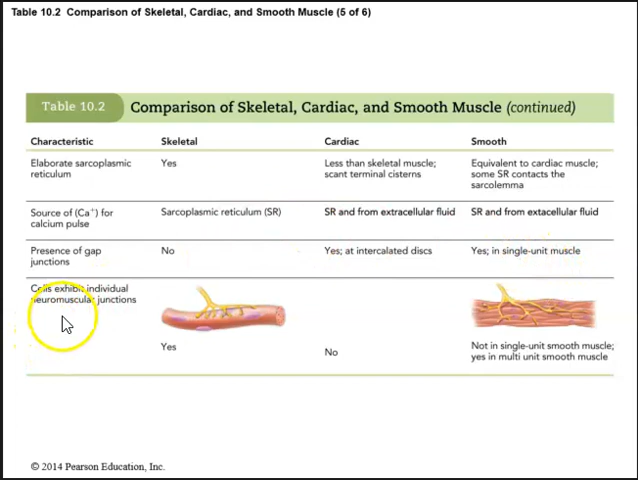 Table 10.2 Comparison of Skeletal, Cardiac, and Smooth Muscle (5 of 6)
Table 10.2 Comparison of Skeletal, Cardiac, and Smooth Muscle (continued)
Characteristic Skeletal Cardiac Smooth
Elaborate sarcoplasmic Yes Less than skeletal muscle; Equivalent to cardiac muscle;
reticulum scant terminal cisterns some SR contacts the
sarcolemma
Source of (Ca⁺) for Sarcoplasmic reticulum (SR) SR and from extracellular fluid SR and from extacellular fluid
calcium pulse
Presence of gap No Yes; at intercalated discs Yes; in single-unit muscle
junctions
Cells exhibit individual
neuromuscular junctions
Yes No Not in single-unit smooth muscle;
yes in multi unit smooth muscle
© 2014 Pearson Education, Inc.